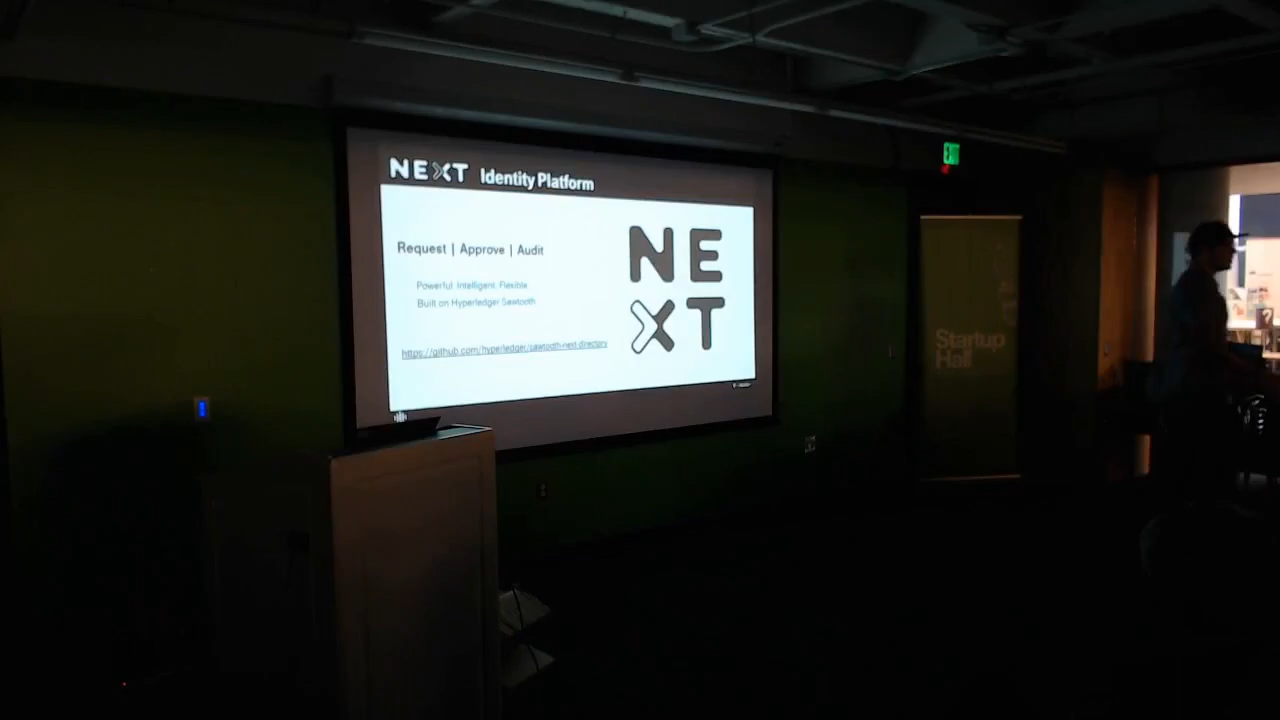 NEXT Identity Platform
Request | Approve | Audit
Powerful. Intelligent. Flexible
Built on Hyperledger Sawtooth
https://github.com/hyperledger/sawtooth-next-directory
NE
XT
EXIT
Startup
Hall